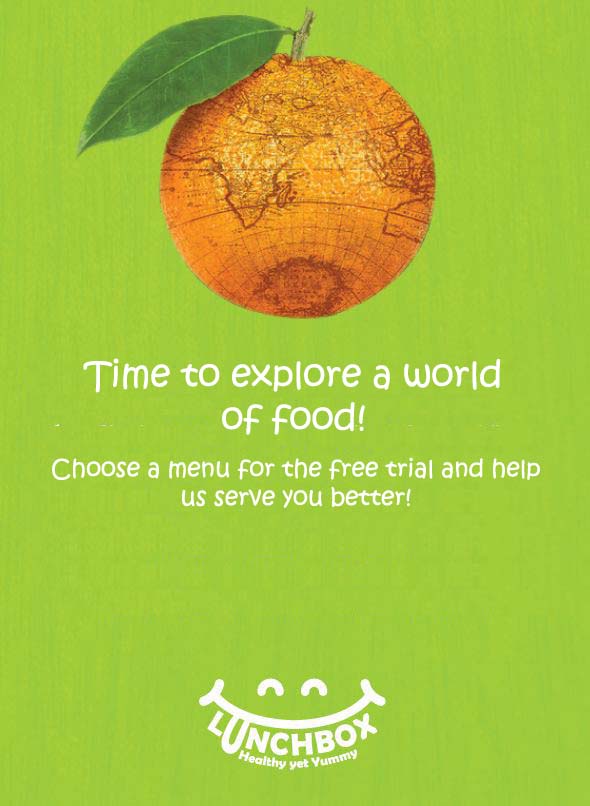 Time to explore a world
of food!
Choose a menu for the free trial and help
us serve you better!
LUNCHBOX
Healthy yet Yummy